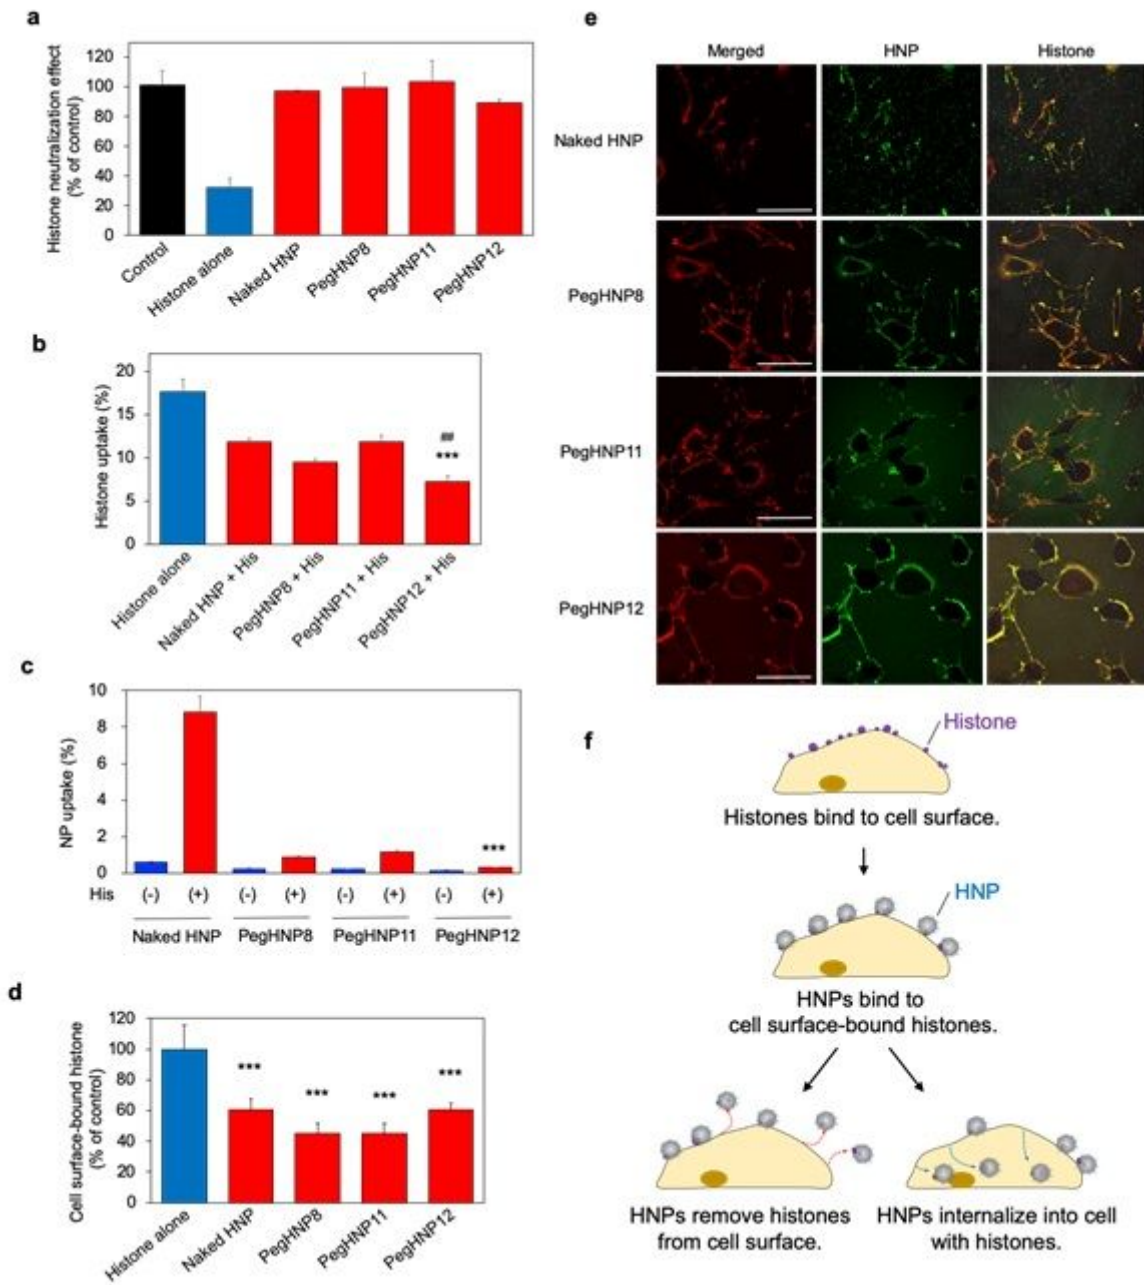 a
Histone neutralization effect
(% of control)
120
100
80
60
40
20
0
Control
Histone alone
Naked HNP
PegHNP8
PegHNP11
PegHNP12
b
Histone uptake (%)
20
15
10
5
0
##
***
Histone alone
Naked HNP + His
PegHNP8 + His
PegHNP11 + His
PegHNP12 + His
c
NP uptake (%)
10
8
6
4
2
0
***
His (-) (+) (-) (+) (-) (+) (-) (+)
Naked HNP PegHNP8 PegHNP11 PegHNP12
d
Cell surface-bound histone
(% of control)
120
100
80
60
40
20
0
*** *** *** ***
Histone alone
Naked HNP
PegHNP8
PegHNP11
PegHNP12
e
Merged HNP Histone
Naked HNP
PegHNP8
PegHNP11
PegHNP12
f
Histone
Histones bind to cell surface.
HNP
HNPs bind to
cell surface-bound histones.
HNPs remove histones
from cell surface.
HNPs internalize into cell
with histones.